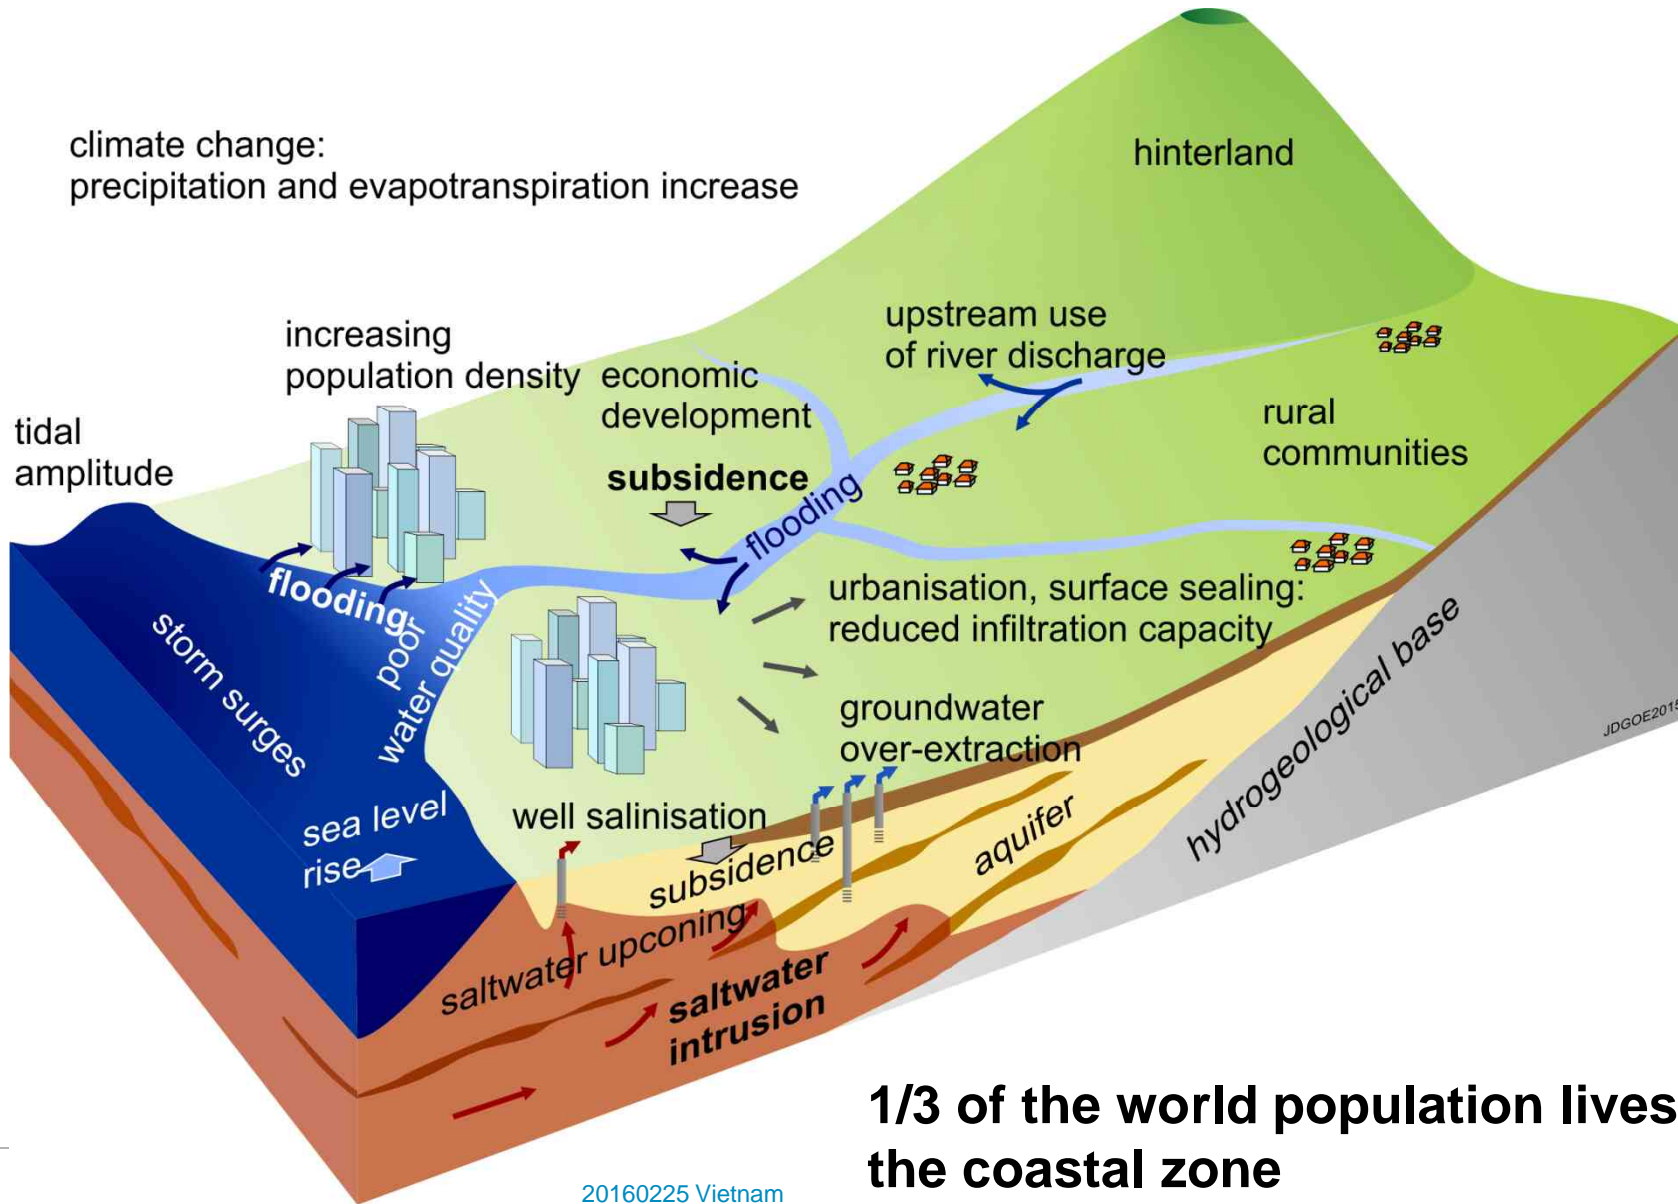 climate change:
precipitation and evapotranspiration increase
hinterland
increasing
population density
economic
development
upstream use
of river discharge
tidal
amplitude
rural
communities
subsidence
flooding
flooding
poor
water quality
storm surges
urbanisation, surface sealing:
reduced infiltration capacity
groundwater
over-extraction
hydrogeological base
JDGOE2015
sea level
rise
well salinisation
subsidence
aquifer
saltwater upconing
saltwater
intrusion
1/3 of the world population lives
the coastal zone
20160225 Vietnam